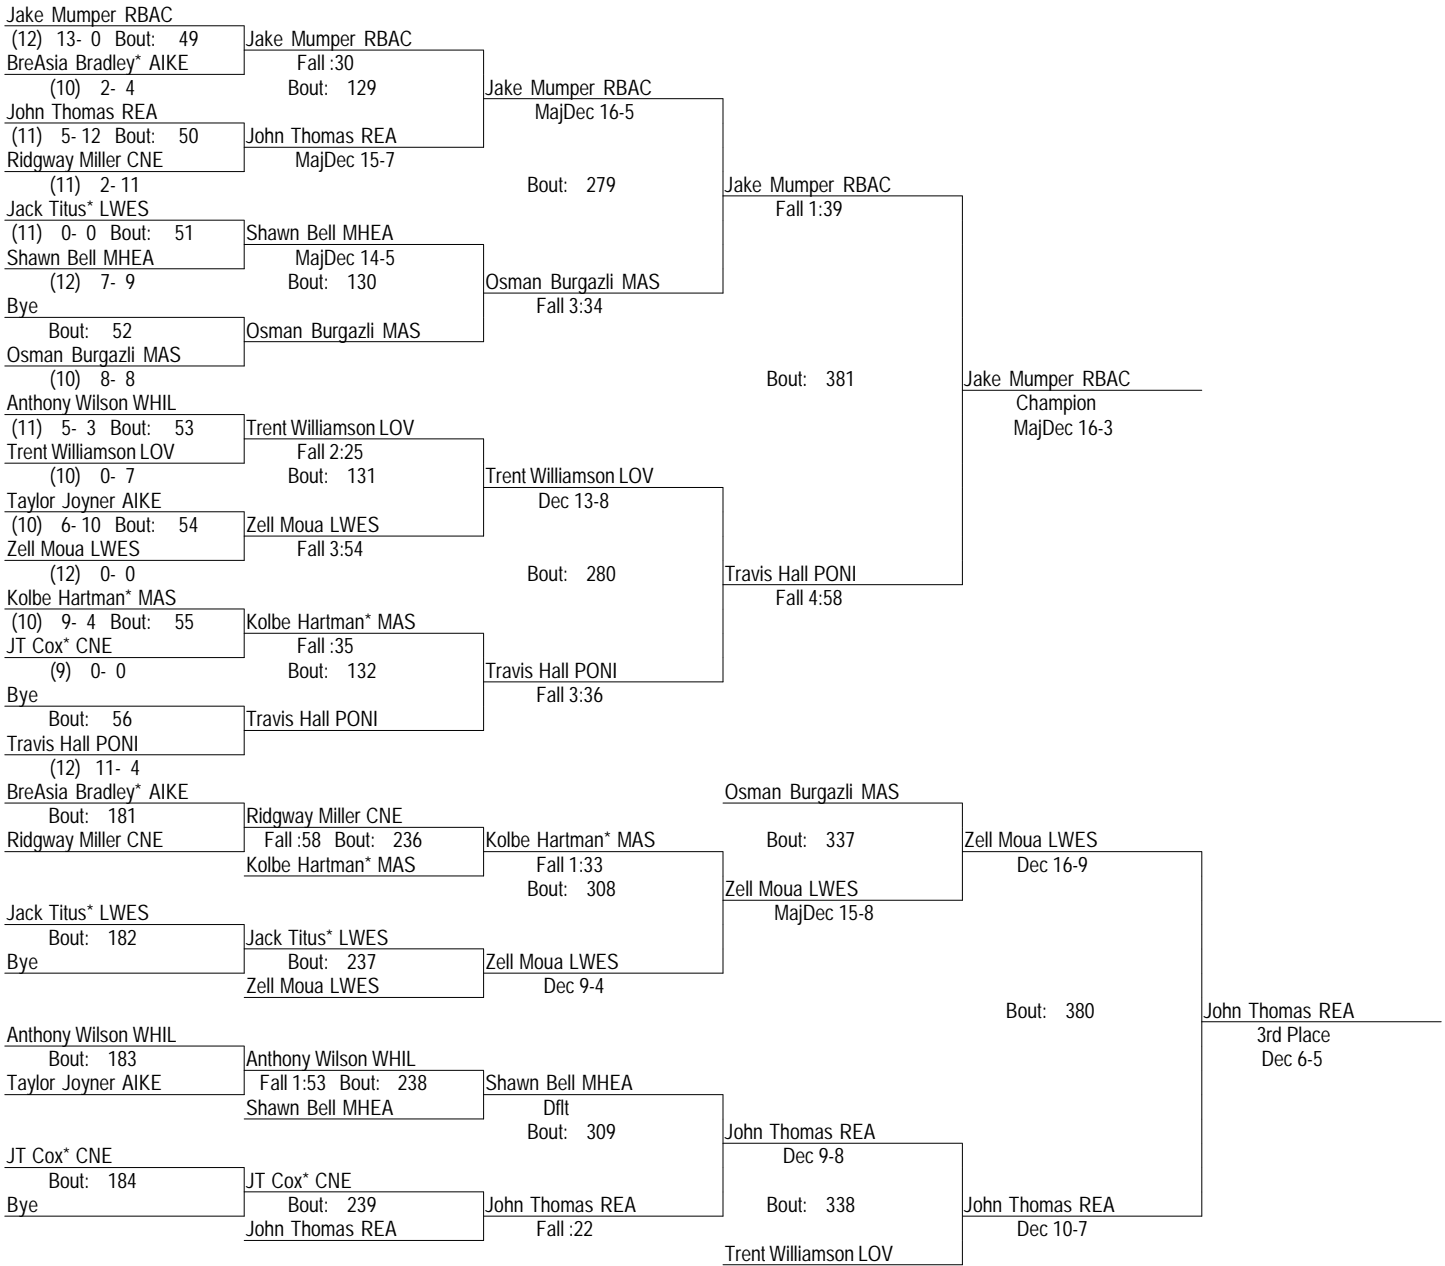 Jake Mumper RBAC
(12) 13- 0 Bout: 49 Jake Mumper RBAC
BreAsia Bradley* AIKE Fall :30
(10) 2- 4 Bout: 129 Jake Mumper RBAC
John Thomas REA MajDec 16-5
(11) 5- 12 Bout: 50 John Thomas REA
Ridgway Miller CNE MajDec 15-7
(11) 2- 11 Bout: 279 Jake Mumper RBAC
Jack Titus* LWES Fall 1:39
(11) 0- 0 Bout: 51 Shawn Bell MHEA
Shawn Bell MHEA MajDec 14-5
(12) 7- 9 Bout: 130 Osman Burgazli MAS
Bye Fall 3:34
Bout: 52 Osman Burgazli MAS
Osman Burgazli MAS
(10) 8- 8 Bout: 381 Jake Mumper RBAC
Anthony Wilson WHIL Champion
(11) 5- 3 Bout: 53 Trent Williamson LOV MajDec 16-3
Trent Williamson LOV Fall 2:25
(10) 0- 7 Bout: 131 Trent Williamson LOV
Taylor Joyner AIKE Dec 13-8
(10) 6- 10 Bout: 54 Zell Moua LWES
Zell Moua LWES Fall 3:54
(12) 0- 0 Bout: 280 Travis Hall PONI
Kolbe Hartman* MAS Fall 4:58
(10) 9- 4 Bout: 55 Kolbe Hartman* MAS
JT Cox* CNE Fall :35
(9) 0- 0 Bout: 132 Travis Hall PONI
Bye Fall 3:36
Bout: 56 Travis Hall PONI
Travis Hall PONI
(12) 11- 4
BreAsia Bradley* AIKE Osman Burgazli MAS
Bout: 181 Ridgway Miller CNE
Ridgway Miller CNE Fall :58 Bout: 236 Kolbe Hartman* MAS Bout: 337 Zell Moua LWES
Kolbe Hartman* MAS Fall 1:33 Dec 16-9
Bout: 308 Zell Moua LWES
Jack Titus* LWES MajDec 15-8
Bout: 182 Jack Titus* LWES
Bye Bout: 237 Zell Moua LWES
Zell Moua LWES Dec 9-4
Bout: 380 John Thomas REA
Anthony Wilson WHIL 3rd Place
Bout: 183 Anthony Wilson WHIL Dec 6-5
Taylor Joyner AIKE Fall 1:53 Bout: 238 Shawn Bell MHEA
Shawn Bell MHEA Dflt
Bout: 309 John Thomas REA
JT Cox* CNE Dec 9-8
Bout: 184 JT Cox* CNE
Bye Bout: 239 John Thomas REA Bout: 338 John Thomas REA
John Thomas REA Fall :22 Dec 10-7
Trent Williamson LOV